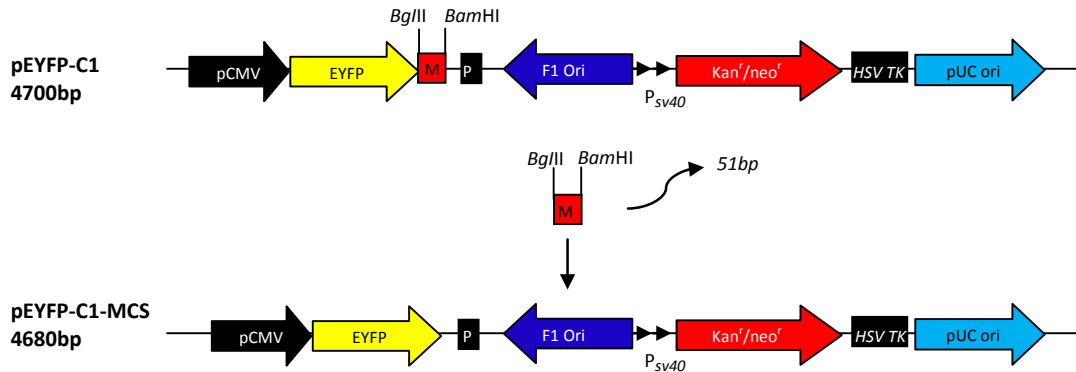 BglII BamHI
pEYFP-C1
4700bp
pCMV EYFP M P F1 Ori Kanʳ/neoʳ HSV TK pUC ori
Psv40
BglII BamHI
51bp
M
pEYFP-C1-MCS
4680bp
pCMV EYFP P F1 Ori Kanʳ/neoʳ HSV TK pUC ori
Psv40